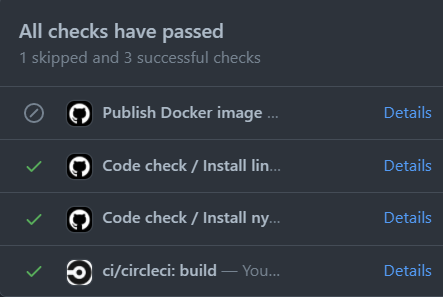 All checks have passed
1 skipped and 3 successful checks
Publish Docker image ... Details
Code check / Install lin... Details
Code check / Install ny... Details
ci/circleci: build — You... Details